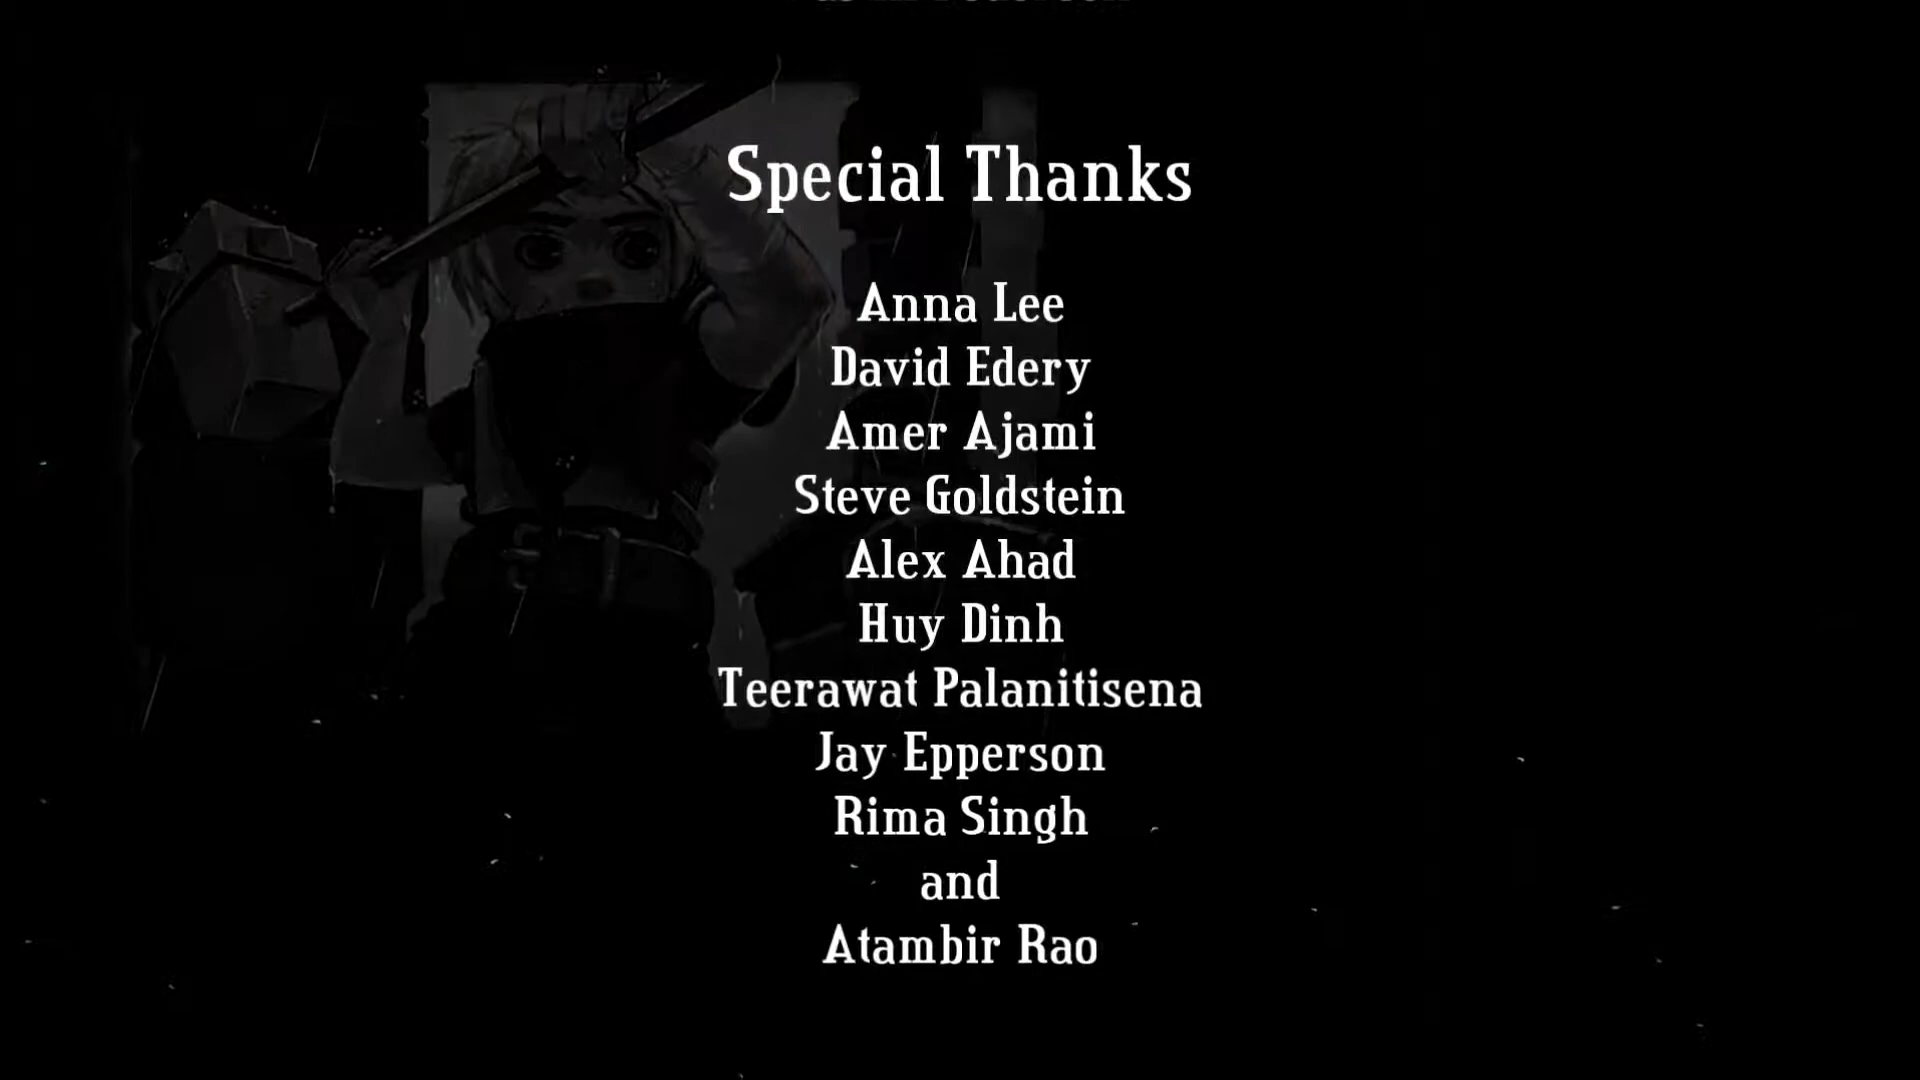 Special Thanks
Anna Lee
David Edery
Amer Ajami
Steve Goldstein
Alex Ahad
Huy Dinh
Teerawat Palanitisena
Jay Epperson
Rima Singh
and
Atambir Rao